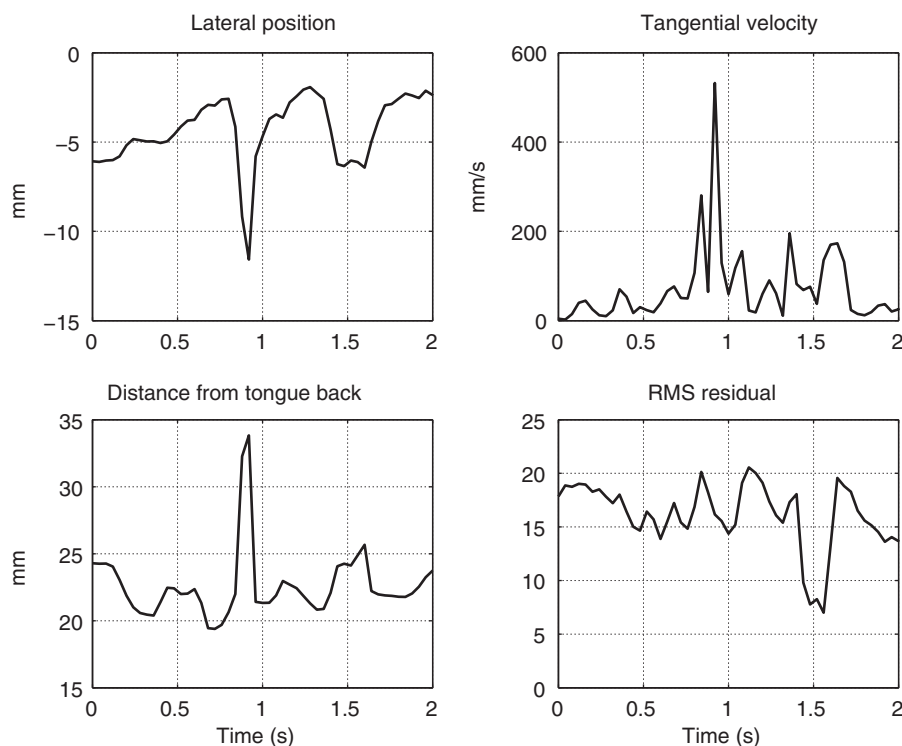 Lateral position
0
−5
−10
−15
mm
0 0.5 1 1.5 2
Tangential velocity
600
400
200
0
mm/s
0 0.5 1 1.5 2
Distance from tongue back
35
30
25
20
15
mm
0 0.5 1 1.5 2
Time (s)
RMS residual
25
20
15
10
5
0
0 0.5 1 1.5 2
Time (s)